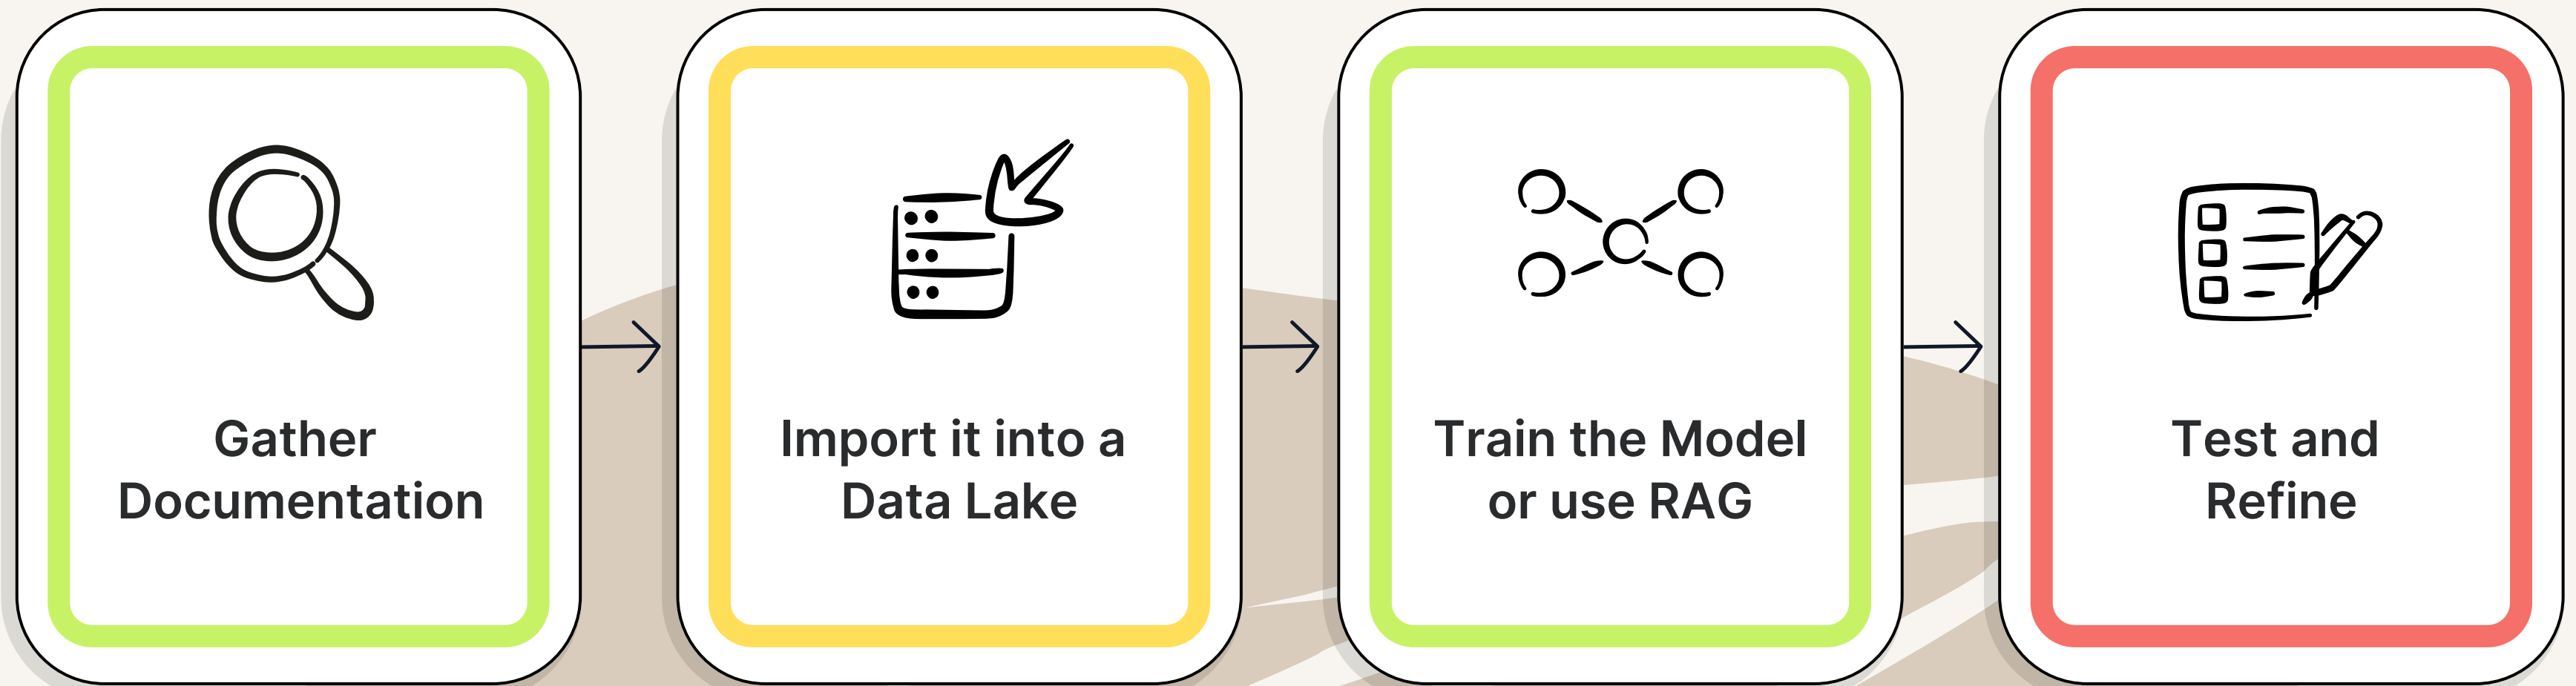 Gather
Documentation
Import it into a
Data Lake
Train the Model
or use RAG
Test and
Refine